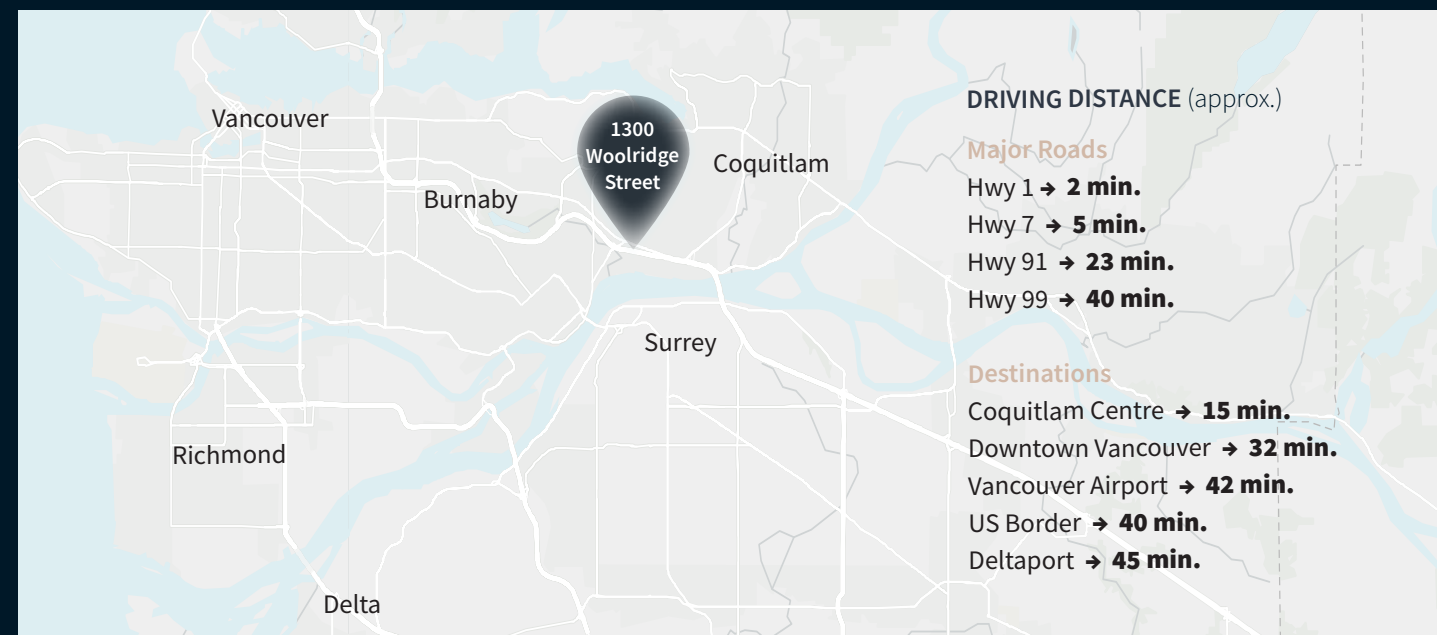 Vancouver
1300
Woolridge
Street
Coquitlam
Burnaby
Surrey
Richmond
Delta
DRIVING DISTANCE (approx.)
Major Roads
Hwy 1 → 2 min.
Hwy 7 → 5 min.
Hwy 91 → 23 min.
Hwy 99 → 40 min.
Destinations
Coquitlam Centre → 15 min.
Downtown Vancouver → 32 min.
Vancouver Airport → 42 min.
US Border → 40 min.
Deltaport → 45 min.